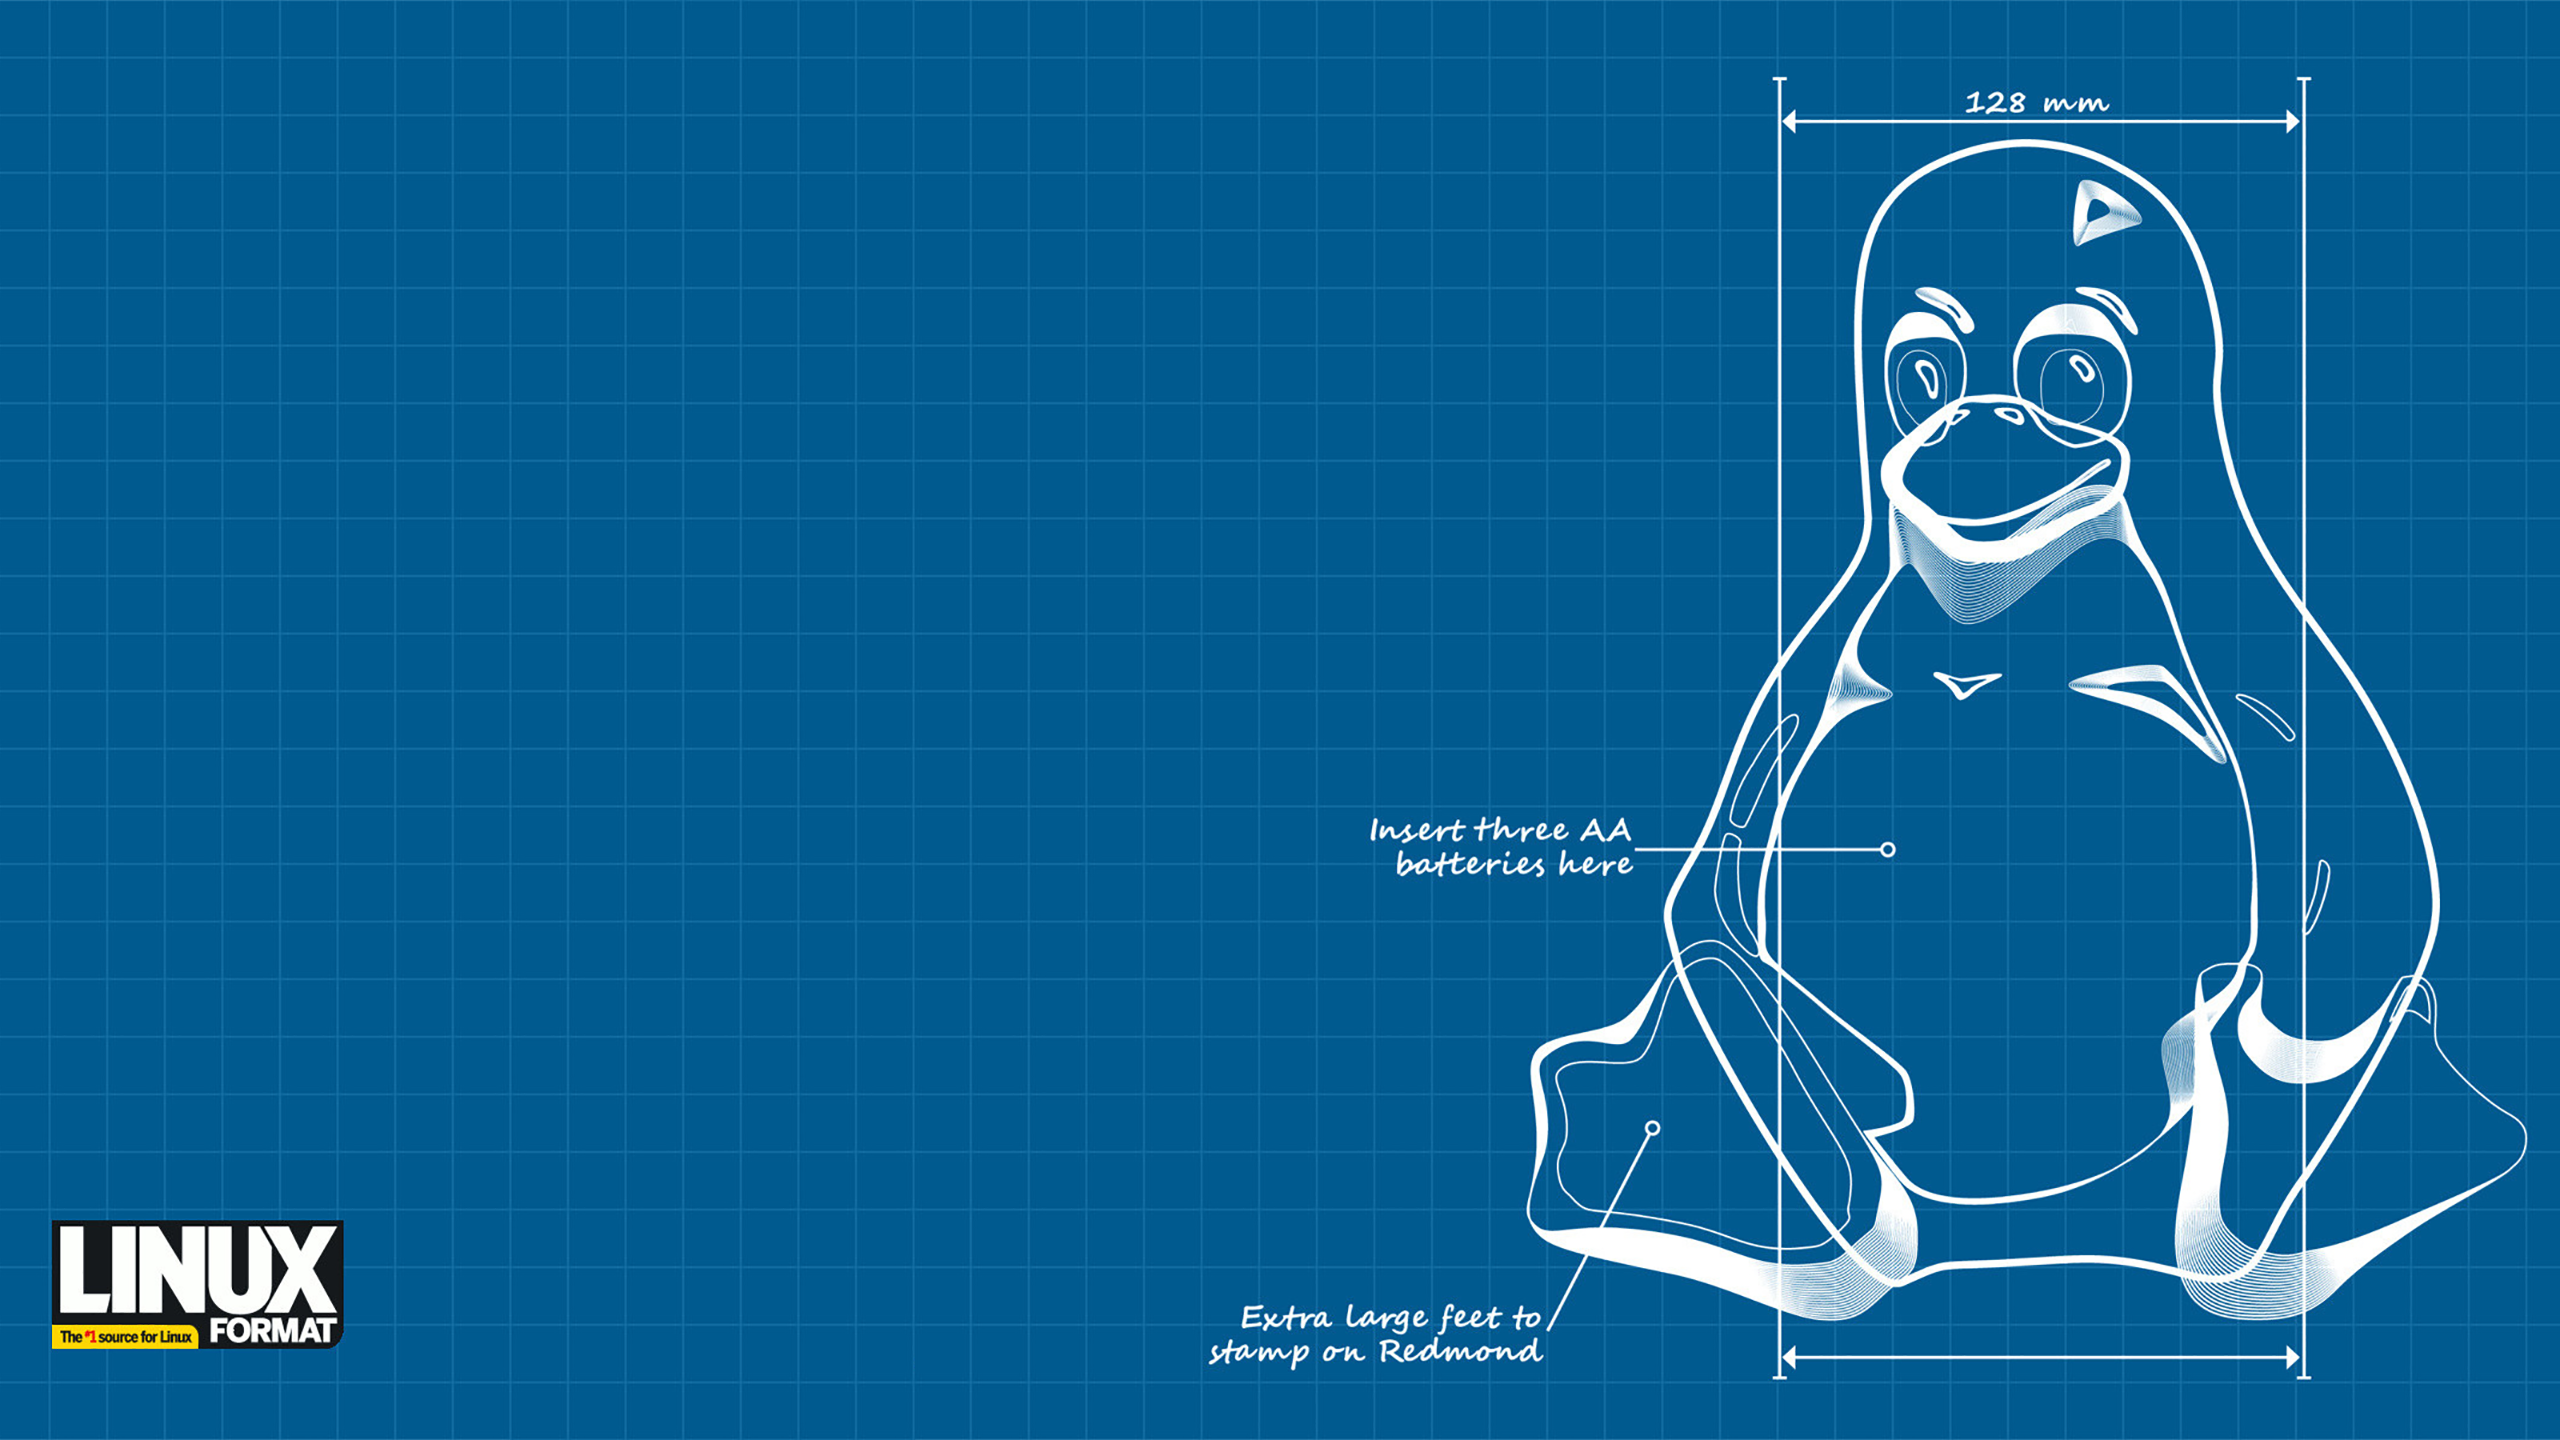 128 mm
Insert three AA
batteries here
Extra large feet to
stamp on Redmond
LINUX
FORMAT
The #1 source for Linux